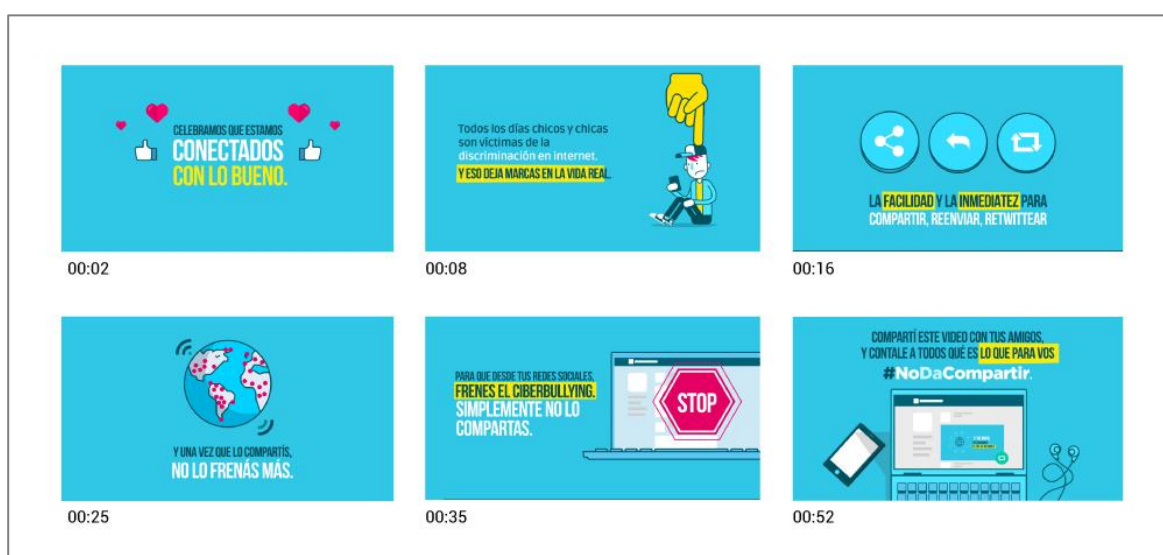 CELEBRAMOS QUE ESTAMOS
CONECTADOS
CON LO BUENO.
00:02
Todos los días chicos y chicas
son víctimas de la
discriminación en internet.
Y ESO DEJA MARCAS EN LA VIDA REAL.
00:08
LA FACILIDAD Y LA INMEDIATEZ PARA
COMPARTIR, REENVIAR, RETWITTEAR
00:16
Y UNA VEZ QUE LO COMPARTÍS,
NO LO FRENÁS MÁS.
00:25
PARA QUE DESDE TUS REDES SOCIALES,
FRENES EL CIBERBULLYING.
SIMPLEMENTE NO LO
COMPARTAS.
STOP
00:35
COMPARTÍ ESTE VIDEO CON TUS AMIGOS,
Y CONTALE A TODOS QUÉ ES LO QUE PARA VOS
#NoDaCompartir.
00:52